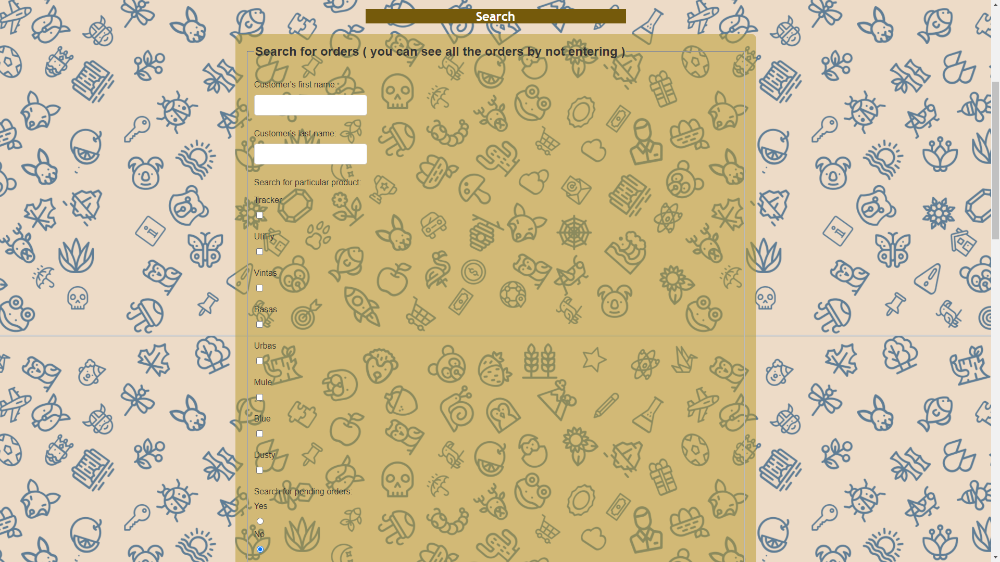 Search
Search for orders ( you can see all the orders by not entering )
Customer's first name:
Customer's last name:
Search for particular product:
Tracker
Utility
Vintas
Basas
Urbas
Mule
Blue
Dusty
Search for pending orders:
Yes
No